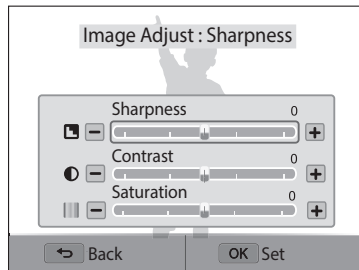 Image Adjust : Sharpness
Sharpness 0
Contrast 0
Saturation 0
Back OK Set